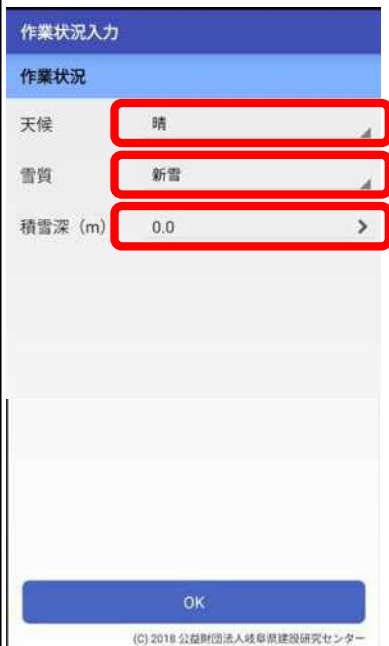 作業状況入力
作業状況
天候 晴
雪質 新雪
積雪深（m） 0.0 >
OK
(C) 2018 公益財団法人岐阜県建設研究センター